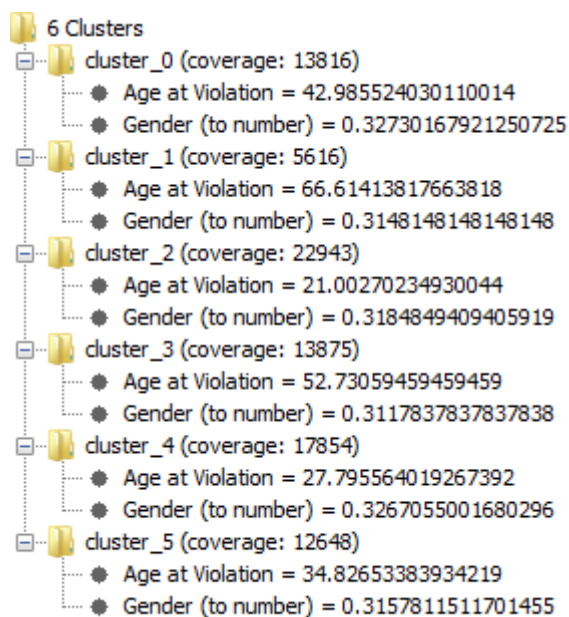 6 Clusters
cluster_0 (coverage: 13816)
Age at Violation = 42.985524030110014
Gender (to number) = 0.32730167921250725
cluster_1 (coverage: 5616)
Age at Violation = 66.61413817663818
Gender (to number) = 0.3148148148148148
cluster_2 (coverage: 22943)
Age at Violation = 21.00270234930044
Gender (to number) = 0.3184849409405919
cluster_3 (coverage: 13875)
Age at Violation = 52.73059459459459
Gender (to number) = 0.3117837837837838
cluster_4 (coverage: 17854)
Age at Violation = 27.795564019267392
Gender (to number) = 0.3267055001680296
cluster_5 (coverage: 12648)
Age at Violation = 34.82653383934219
Gender (to number) = 0.3157811511701455